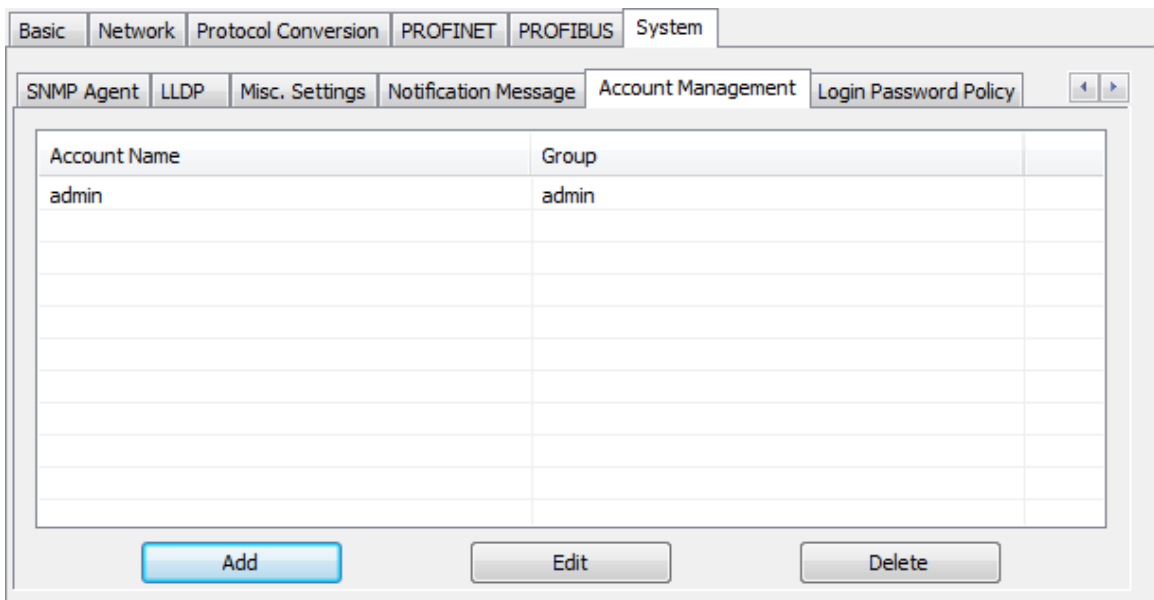 Basic Network Protocol Conversion PROFINET PROFIBUS System
SNMP Agent LLDP Misc. Settings Notification Message Account Management Login Password Policy
Account Name Group
admin admin
Add Edit Delete